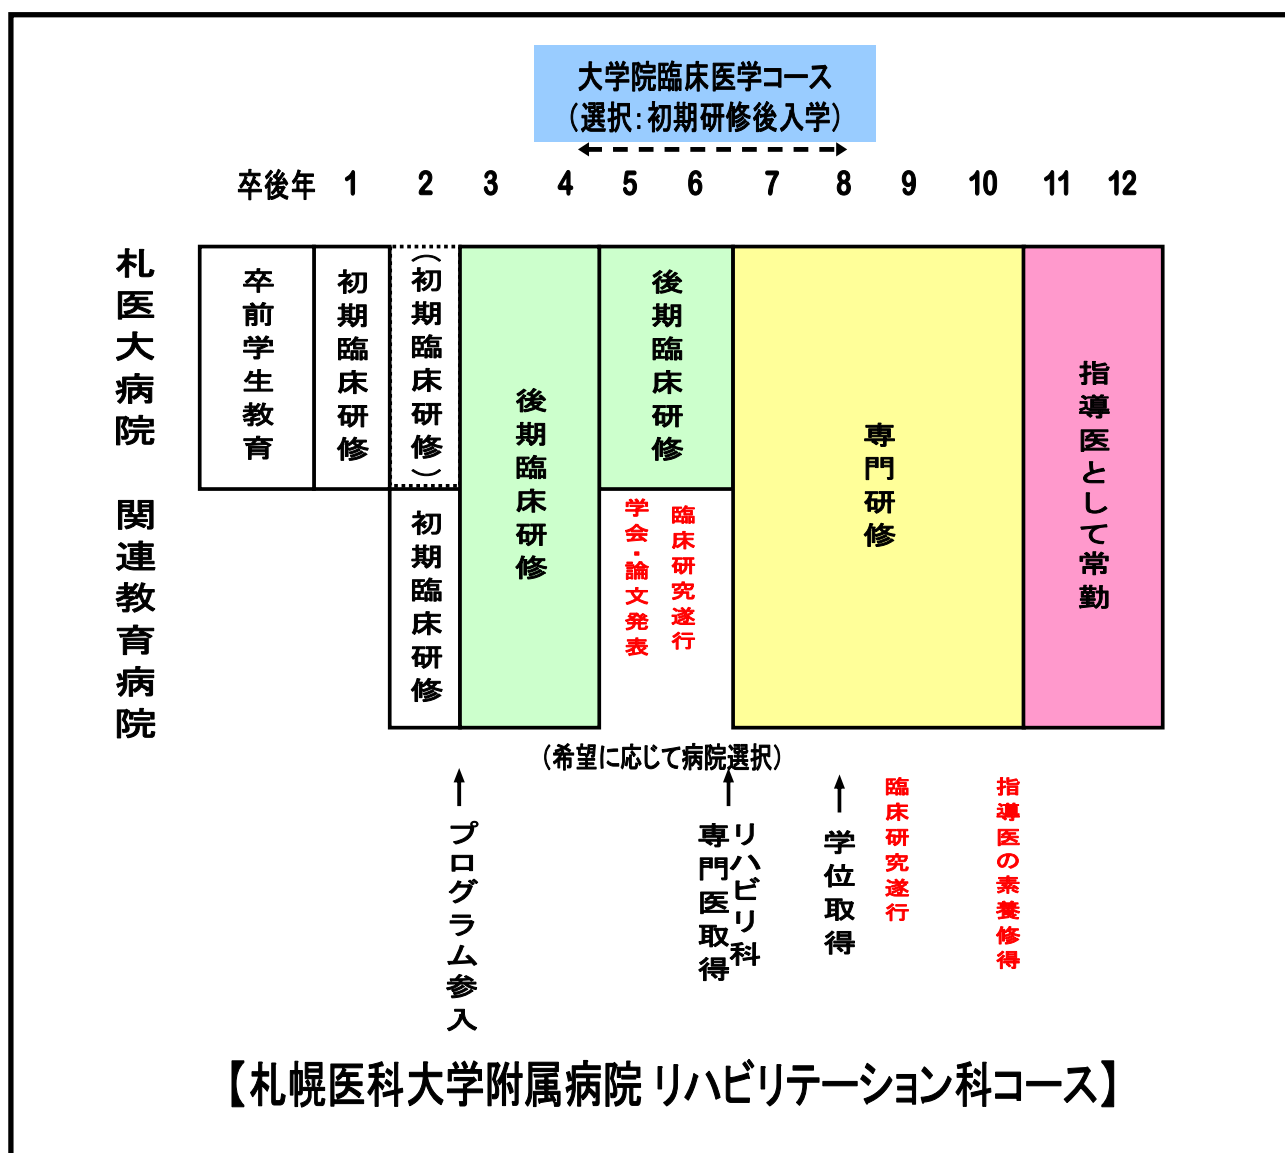 大学院臨床医学コース
（選択：初期研修後入学）
卒後年 1 2 3 4 5 6 7 8 9 10 11 12
札医大病院
関連教育病院
卒前学生教育
初期臨床研修
（初期臨床研修）
初期臨床研修
後期臨床研修
後期臨床研修
学会・論文発表
臨床研究遂行
専門研修
指導医として常勤
（希望に応じて病院選択）
プログラム参入
リハビリ科
専門医取得
学位取得
臨床研究遂行
指導医の素養修得
【札幌医科大学附属病院 リハビリテーション科コース】